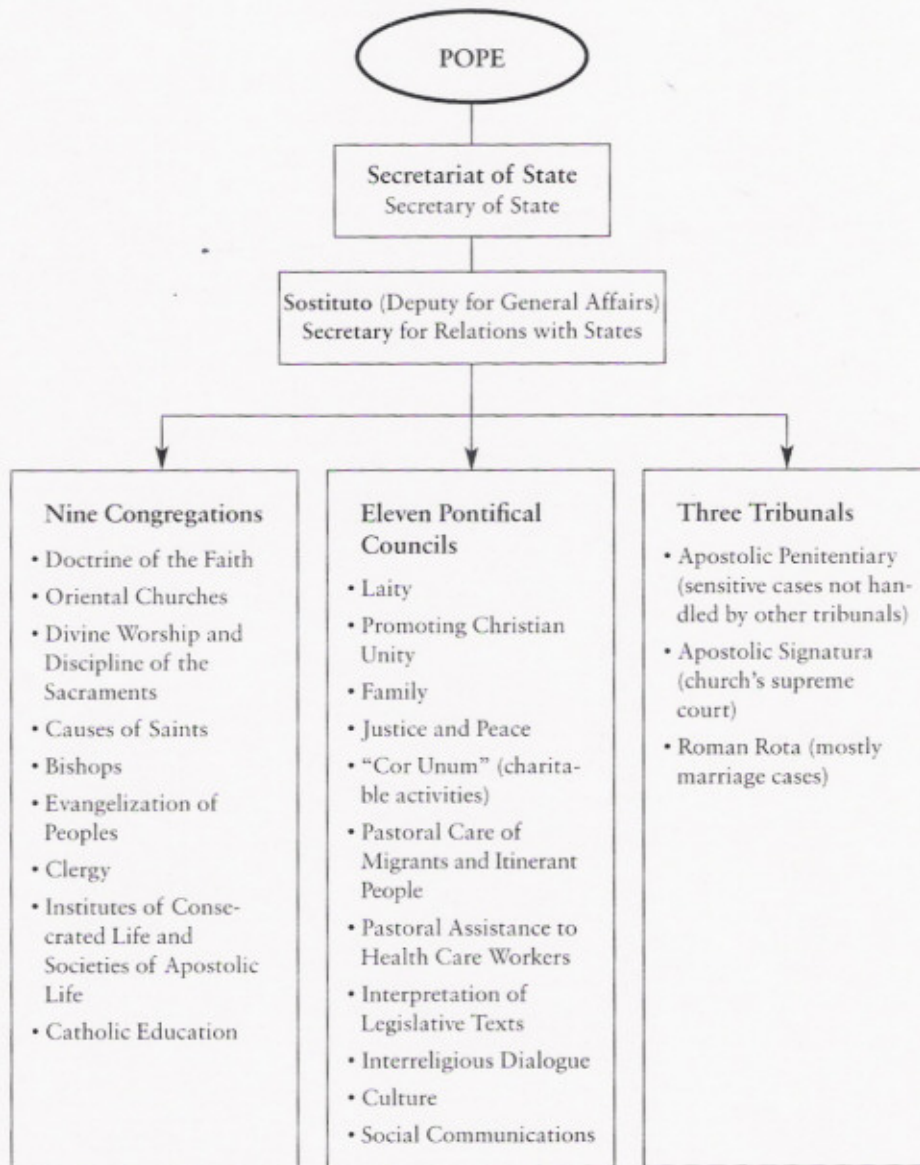 POPE
Secretariat of State
Secretary of State
Sostituto (Deputy for General Affairs)
Secretary for Relations with States
Nine Congregations
• Doctrine of the Faith
• Oriental Churches
• Divine Worship and
Discipline of the
Sacraments
• Causes of Saints
• Bishops
• Evangelization of
Peoples
• Clergy
• Institutes of Conse-
crated Life and
Societies of Apostolic
Life
• Catholic Education
Eleven Pontifical
Councils
• Laity
• Promoting Christian
Unity
• Family
• Justice and Peace
• “Cor Unum” (charita-
ble activities)
• Pastoral Care of
Migrants and Itinerant
People
• Pastoral Assistance to
Health Care Workers
• Interpretation of
Legislative Texts
• Interreligious Dialogue
• Culture
• Social Communications
Three Tribunals
• Apostolic Penitentiary
(sensitive cases not han-
dled by other tribunals)
• Apostolic Signatura
(church’s supreme
court)
• Roman Rota (mostly
marriage cases)